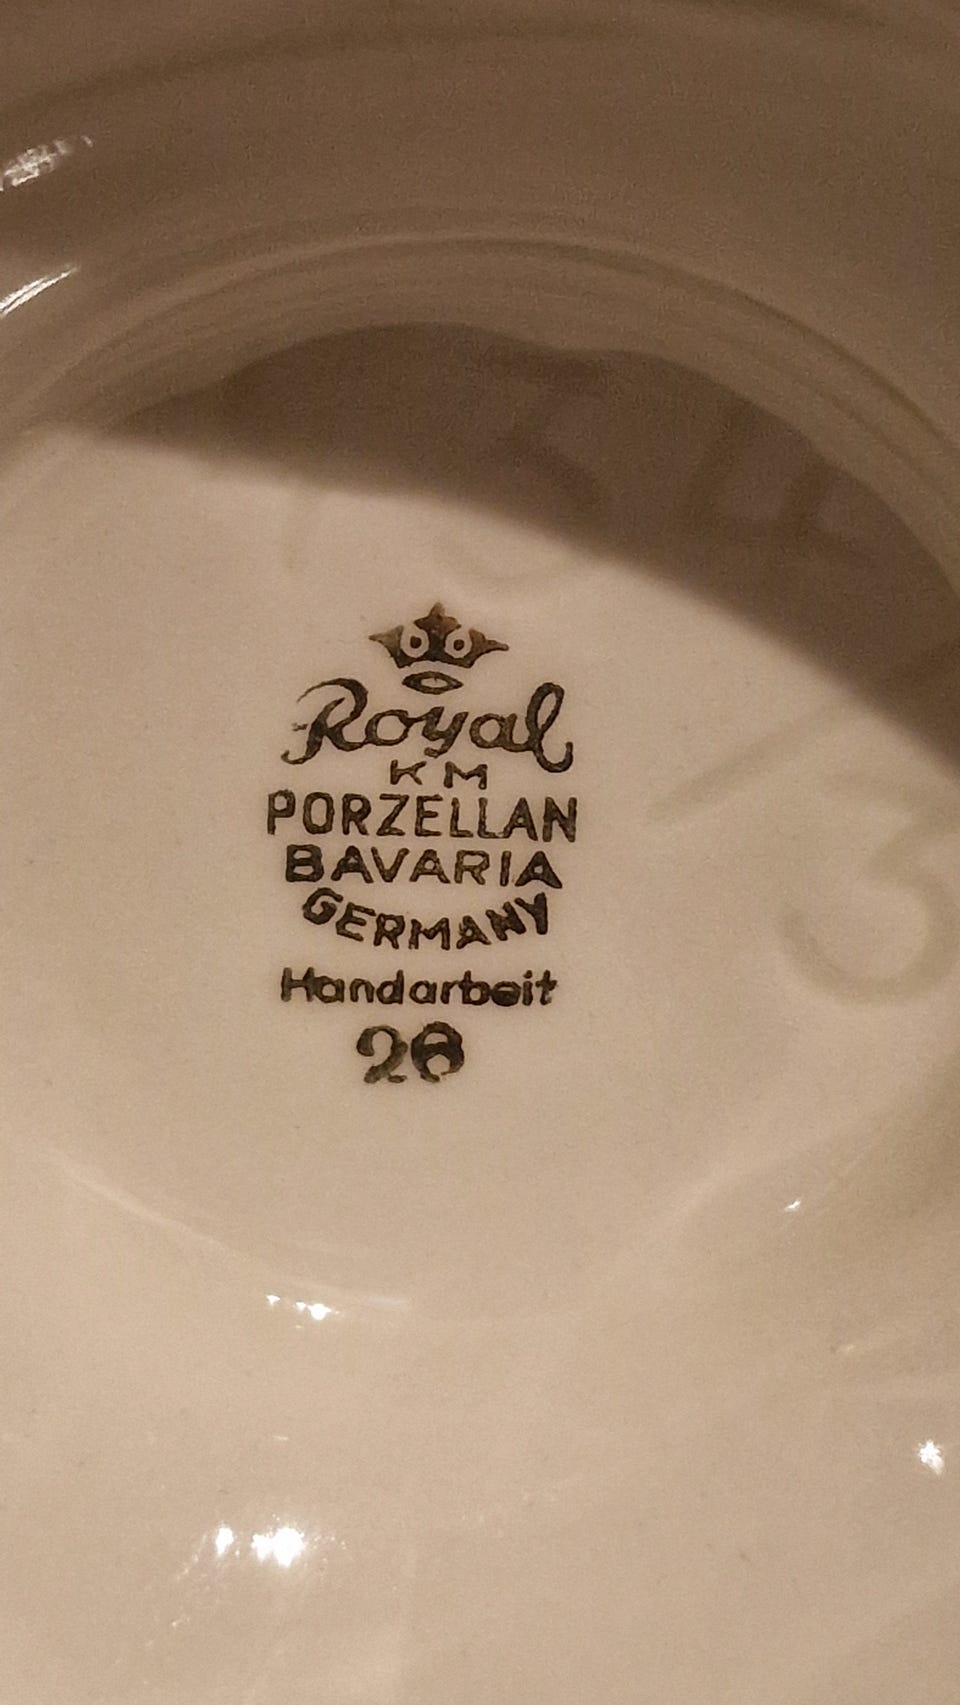 Royal
KM
PORZELLAN
BAVARIA
GERMANY
Handarbeit
26